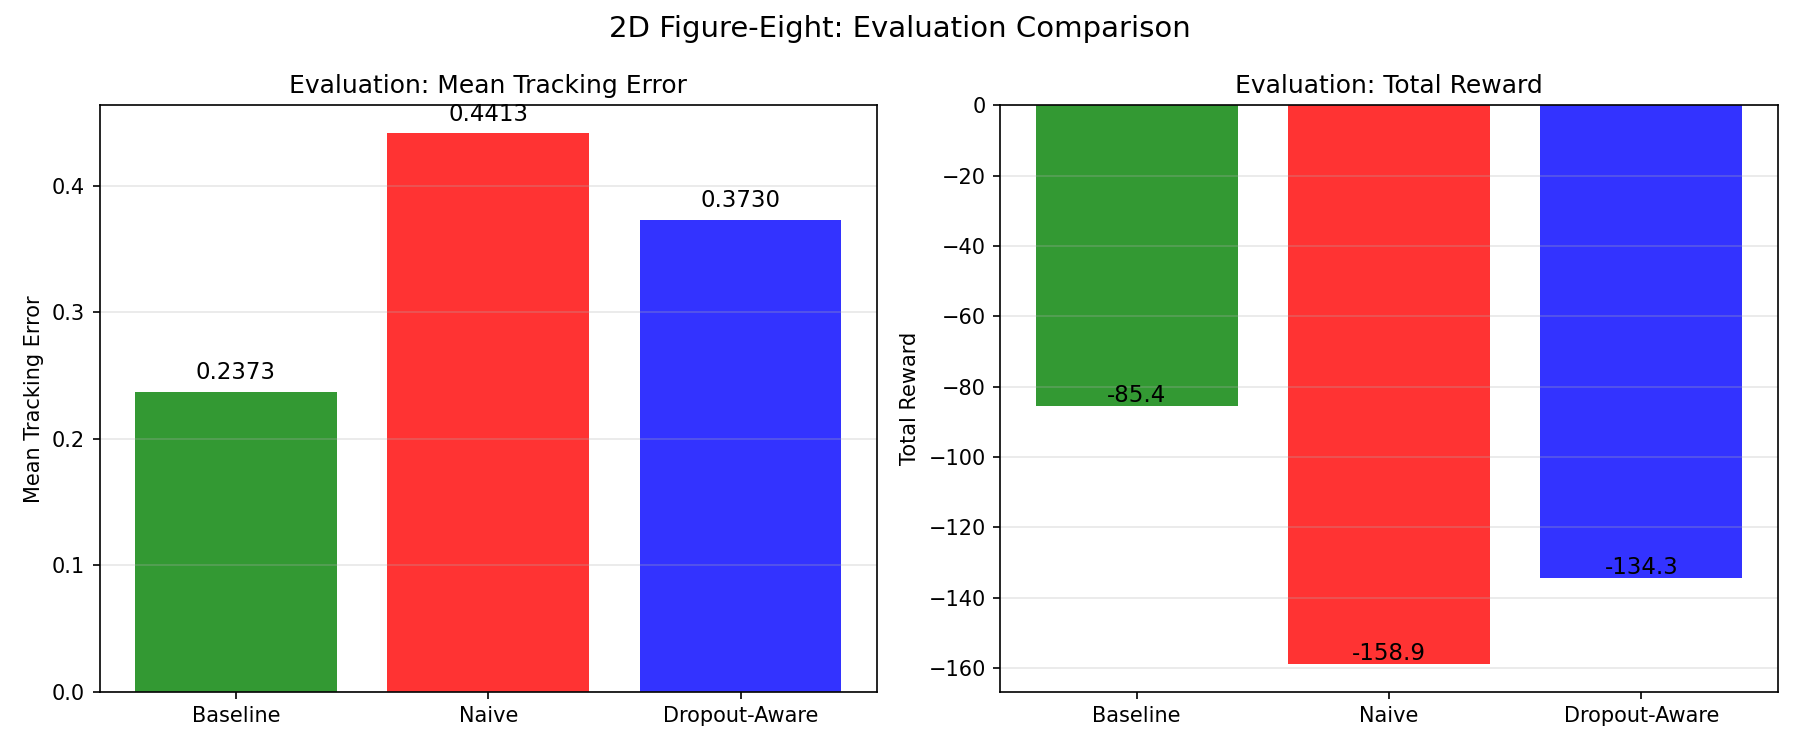 2D Figure-Eight: Evaluation Comparison
Evaluation: Mean Tracking Error
0.4413
0.4
0.3730
0.3
0.2373
0.2
0.1
0.0
Mean Tracking Error
Baseline Naive Dropout-Aware
Evaluation: Total Reward
0
−20
−40
−60
−80
-85.4
−100
−120
-134.3
−140
-158.9
−160
Total Reward
Baseline Naive Dropout-Aware